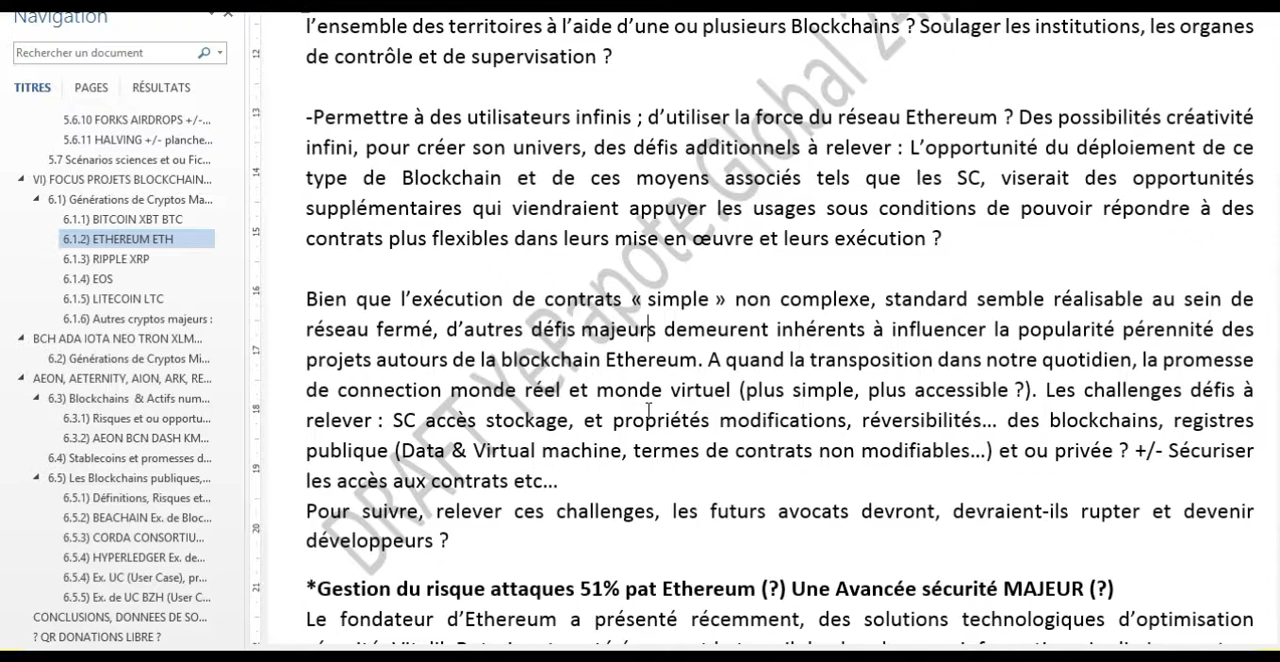 Navigation
Rechercher un document
TITRES PAGES RÉSULTATS
5.6.10 FORKS AIRDROPS +/-...
5.6.11 HALVING +/- planche...
5.7 Scénarios sciences et ou Fic...
VI) FOCUS PROJETS BLOCKCHAIN...
6.1) Générations de Cryptos Ma...
6.1.1) BITCOIN XBT BTC
6.1.2) ETHEREUM ETH
6.1.3) RIPPLE XRP
6.1.4) EOS
6.1.5) LITECOIN LTC
6.1.6) Autres cryptos majeurs :
BCH ADA IOTA NEO TRON XLM...
6.2) Générations de Cryptos Mi...
AEON, AETERNITY, AION, ARK, RE...
6.3) Blockchains & Actifs num...
6.3.1) Risques et ou opportu...
6.3.2) AEON BCN DASH KM...
6.4) Stablecoins et promesses d...
6.5) Les Blockchains publiques,...
6.5.1) Définitions, Risques et...
6.5.2) BEACHAIN Ex. de Bloc...
6.5.3) CORDA CONSORTIU...
6.5.4) HYPERLEDGER Ex. de...
6.5.4) Ex. UC (User Case), pr...
6.5.5) Ex. de UC BZH (User C...
CONCLUSIONS, DONNEES DE SO...
? QR DONATIONS LIBRE ?
12
13
14
15
16
17
18
19
20
21
l'ensemble des territoires à l'aide d'une ou plusieurs Blockchains ? Soulager les institutions, les organes
de contrôle et de supervisation ?
-Permettre à des utilisateurs infinis ; d'utiliser la force du réseau Ethereum ? Des possibilités créativité
infini, pour créer son univers, des défis additionnels à relever : L'opportunité du déploiement de ce
type de Blockchain et de ces moyens associés tels que les SC, viserait des opportunités
supplémentaires qui viendraient appuyer les usages sous conditions de pouvoir répondre à des
contrats plus flexibles dans leurs mise en œuvre et leurs exécution ?
Bien que l'exécution de contrats « simple » non complexe, standard semble réalisable au sein de
réseau fermé, d'autres défis majeurs demeurent inhérents à influencer la popularité pérennité des
projets autours de la blockchain Ethereum. A quand la transposition dans notre quotidien, la promesse
de connection monde réel et monde virtuel (plus simple, plus accessible ?). Les challenges défis à
relever : SC accès stockage, et propriétés modifications, réversibilités... des blockchains, registres
publique (Data & Virtual machine, termes de contrats non modifiables...) et ou privée ? +/- Sécuriser
les accès aux contrats etc...
Pour suivre, relever ces challenges, les futurs avocats devront, devraient-ils rupter et devenir
développeurs ?
*Gestion du risque attaques 51% pat Ethereum (?) Une Avancée sécurité MAJEUR (?)
Le fondateur d'Ethereum a présenté récemment, des solutions technologiques d'optimisation
DRAFT YePapote.Global